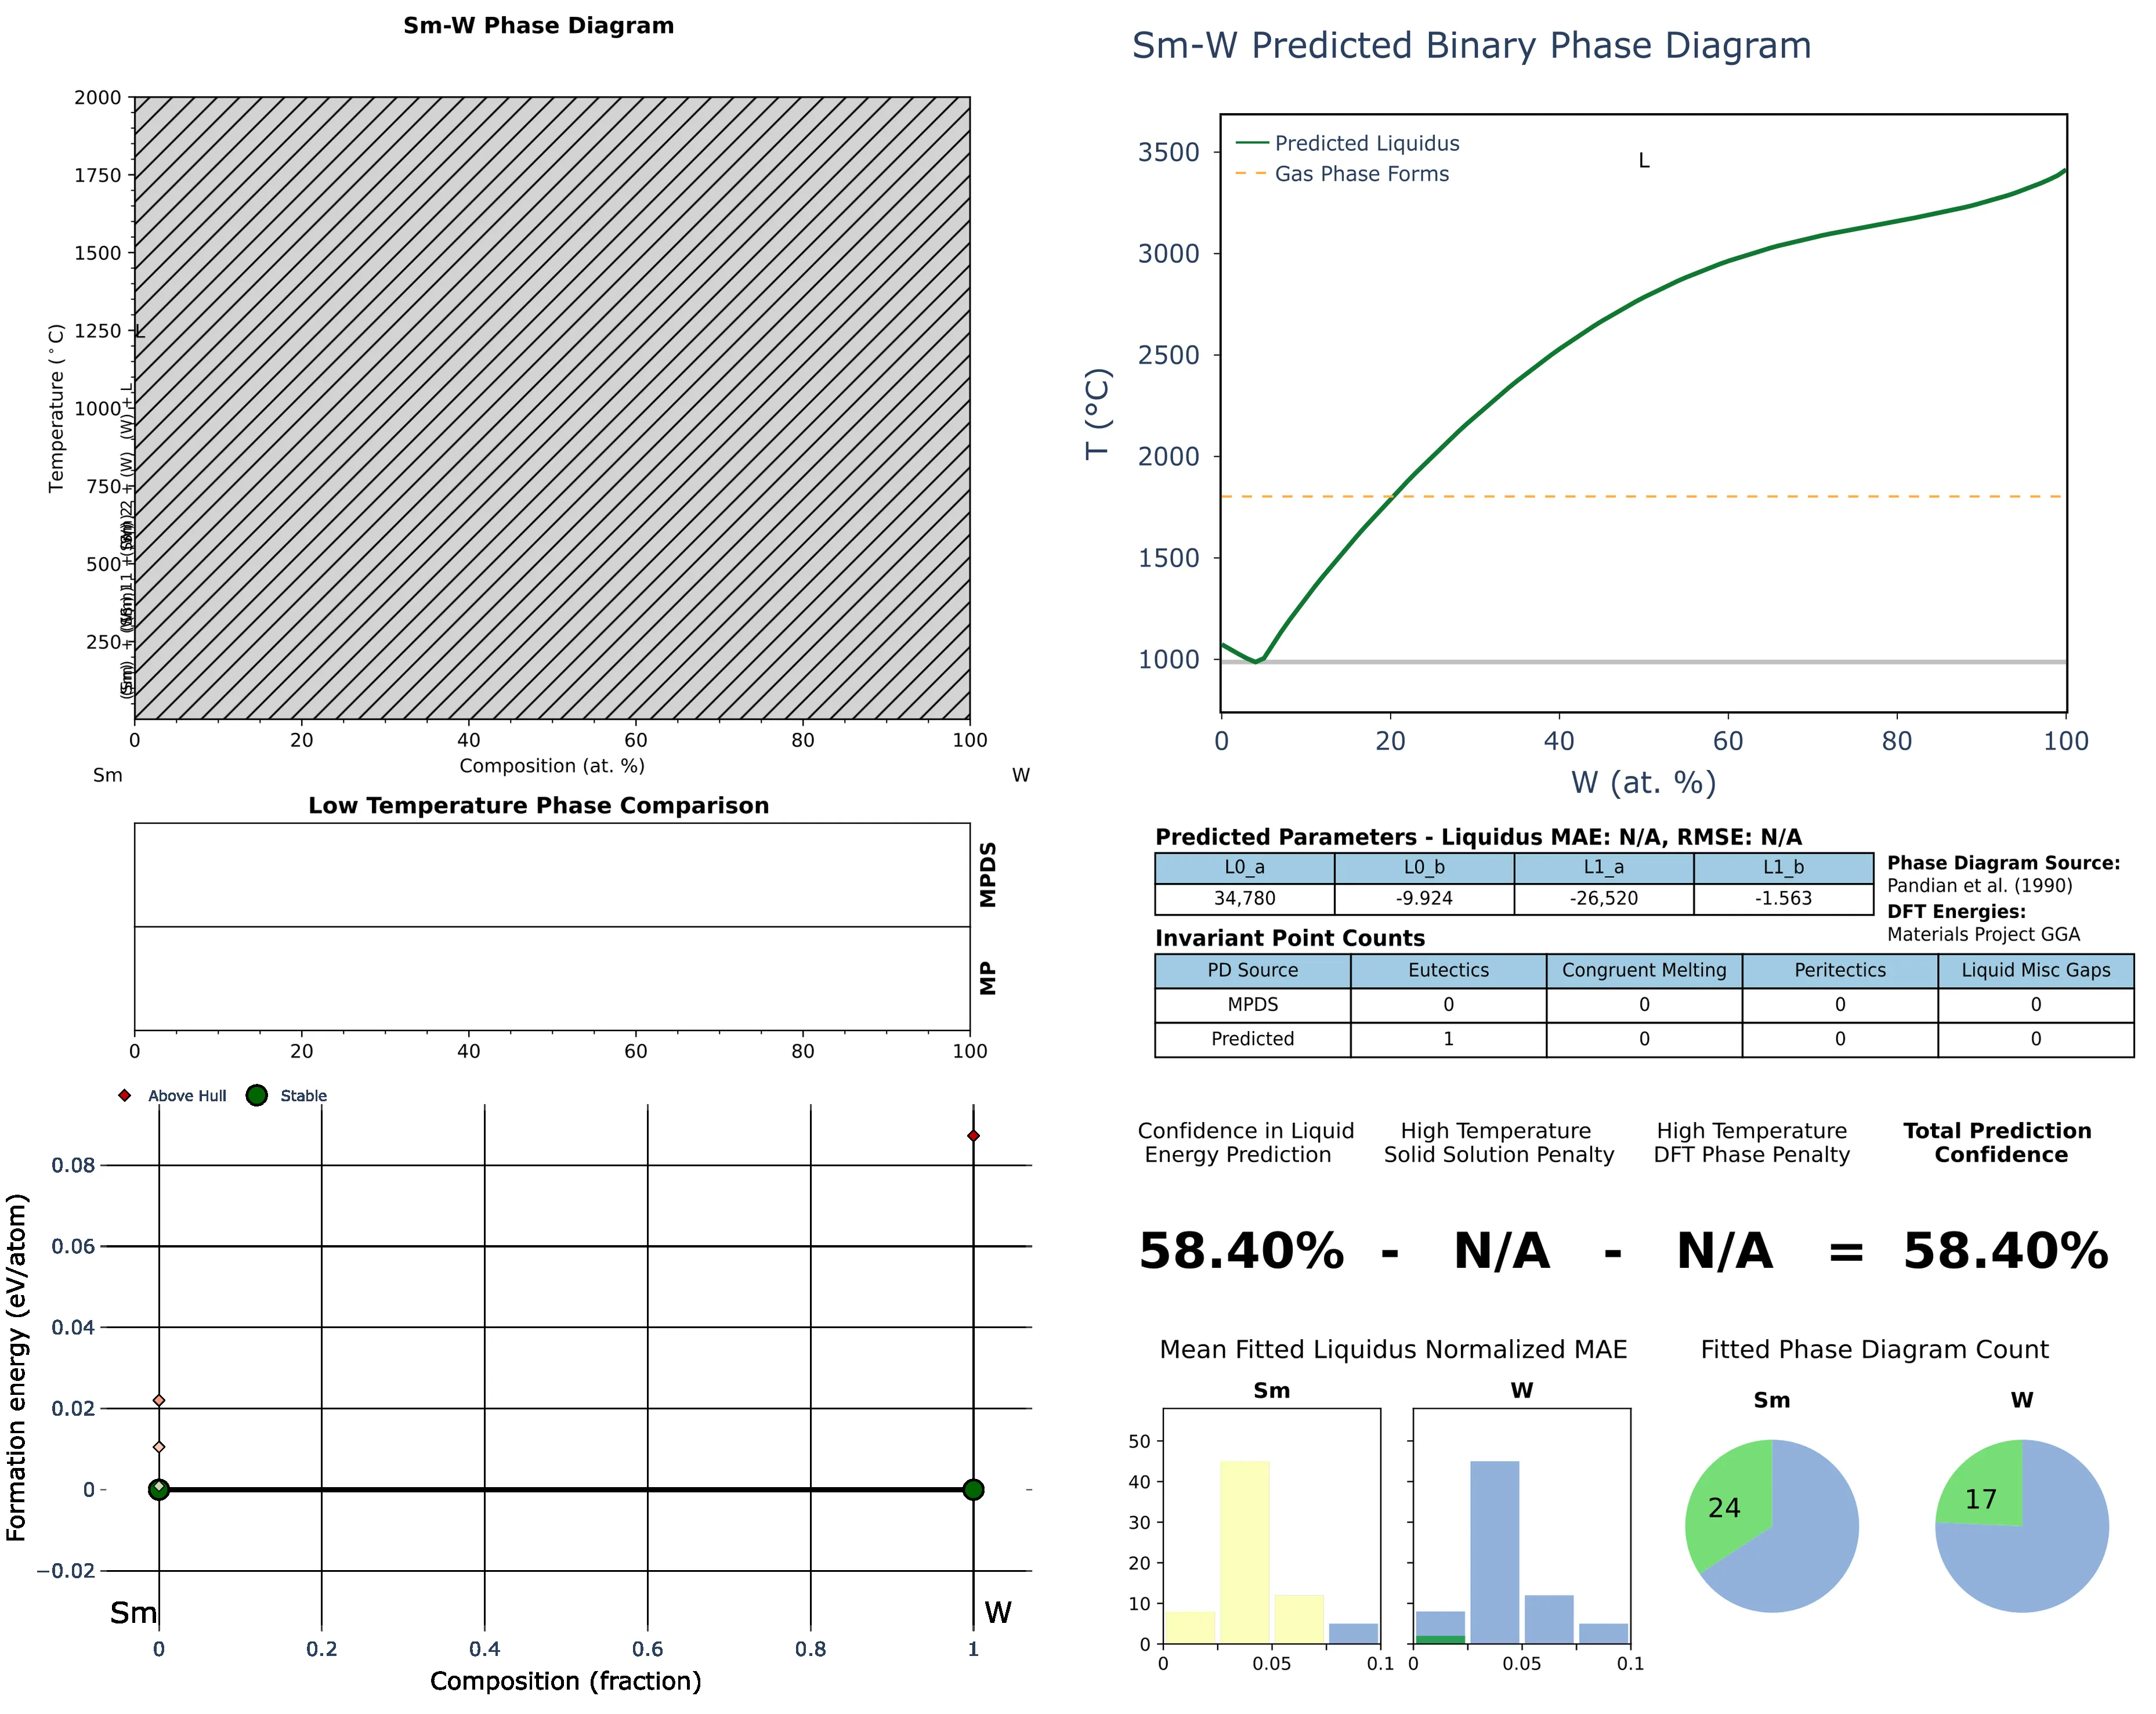 Sm-W Phase Diagram
2000
1750
1500
1250
1000
750
500
250
Temperature (°C)
L
(W) + L
0 20 40 60 80 100
Composition (at. %)
Sm W
Low Temperature Phase Comparison
MPDS
MP
0 20 40 60 80 100
Above Hull Stable
0.08
0.06
0.04
0.02
0
−0.02
Formation energy (eV/atom)
Sm W
0 0.2 0.4 0.6 0.8 1
Composition (fraction)
Sm-W Predicted Binary Phase Diagram
Predicted Liquidus
Gas Phase Forms
L
3500
3000
2500
2000
1500
1000
T (°C)
0 20 40 60 80 100
W (at. %)
Predicted Parameters - Liquidus MAE: N/A, RMSE: N/A
L0_a L0_b L1_a L1_b
34,780 -9.924 -26,520 -1.563
Phase Diagram Source:
Pandian et al. (1990)
DFT Energies:
Materials Project GGA
Invariant Point Counts
PD Source Eutectics Congruent Melting Peritectics Liquid Misc Gaps
MPDS 0 0 0 0
Predicted 1 0 0 0
Confidence in Liquid
Energy Prediction
High Temperature
Solid Solution Penalty
High Temperature
DFT Phase Penalty
Total Prediction
Confidence
58.40% - N/A - N/A = 58.40%
Mean Fitted Liquidus Normalized MAE
Sm W
50
40
30
20
10
0
0 0.05 0.1 0 0.05 0.1
Fitted Phase Diagram Count
Sm W
24 17